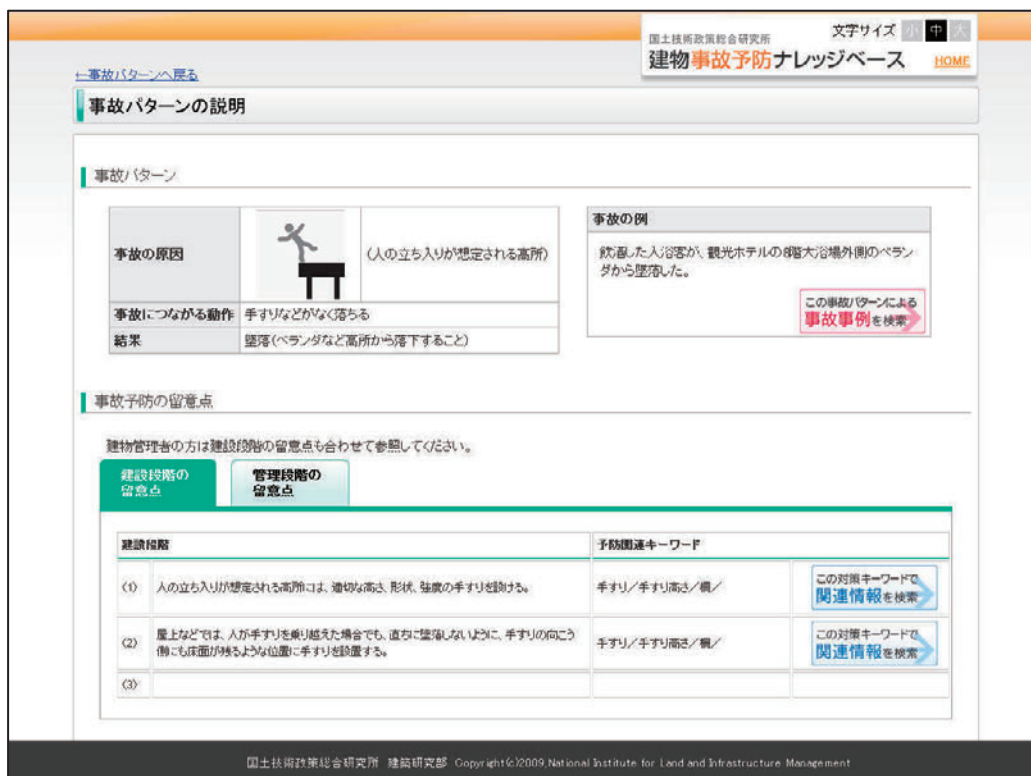 国土技術政策総合研究所
文字サイズ 小 中 大
建物事故予防ナレッジベース HOME
←事故パターンへ戻る
事故パターンの説明
事故パターン
事故の原因 (人の立ち入りが想定される高所)
事故につながる動作 手すりなどがなく落ちる
結果 墜落(ベランダなど高所から落下すること)
事故の例
飲酒した入浴客が、観光ホテルの8階大浴場外側のベラン
ダから墜落した。
この事故パターンによる
事故事例を検索
事故予防の留意点
建物管理者の方は建設段階の留意点も合わせて参照してください。
建設段階の
留意点
管理段階の
留意点
建設段階 予防関連キーワード
(1) 人の立ち入りが想定される高所には、適切な高さ、形状、強度の手すりを設ける。 手すり/手すり高さ/柵/
この対策キーワードで
関連情報を検索
(2) 屋上などでは、人が手すりを乗り越えた場合でも、直ちに墜落しないように、手すりの向こう
側にも床面が残るような位置に手すりを設置する。 手すり/手すり高さ/柵/
この対策キーワードで
関連情報を検索
(3)
国土技術政策総合研究所 建築研究部 Copyright(c)2009,National Institute for Land and Infrastructure Management